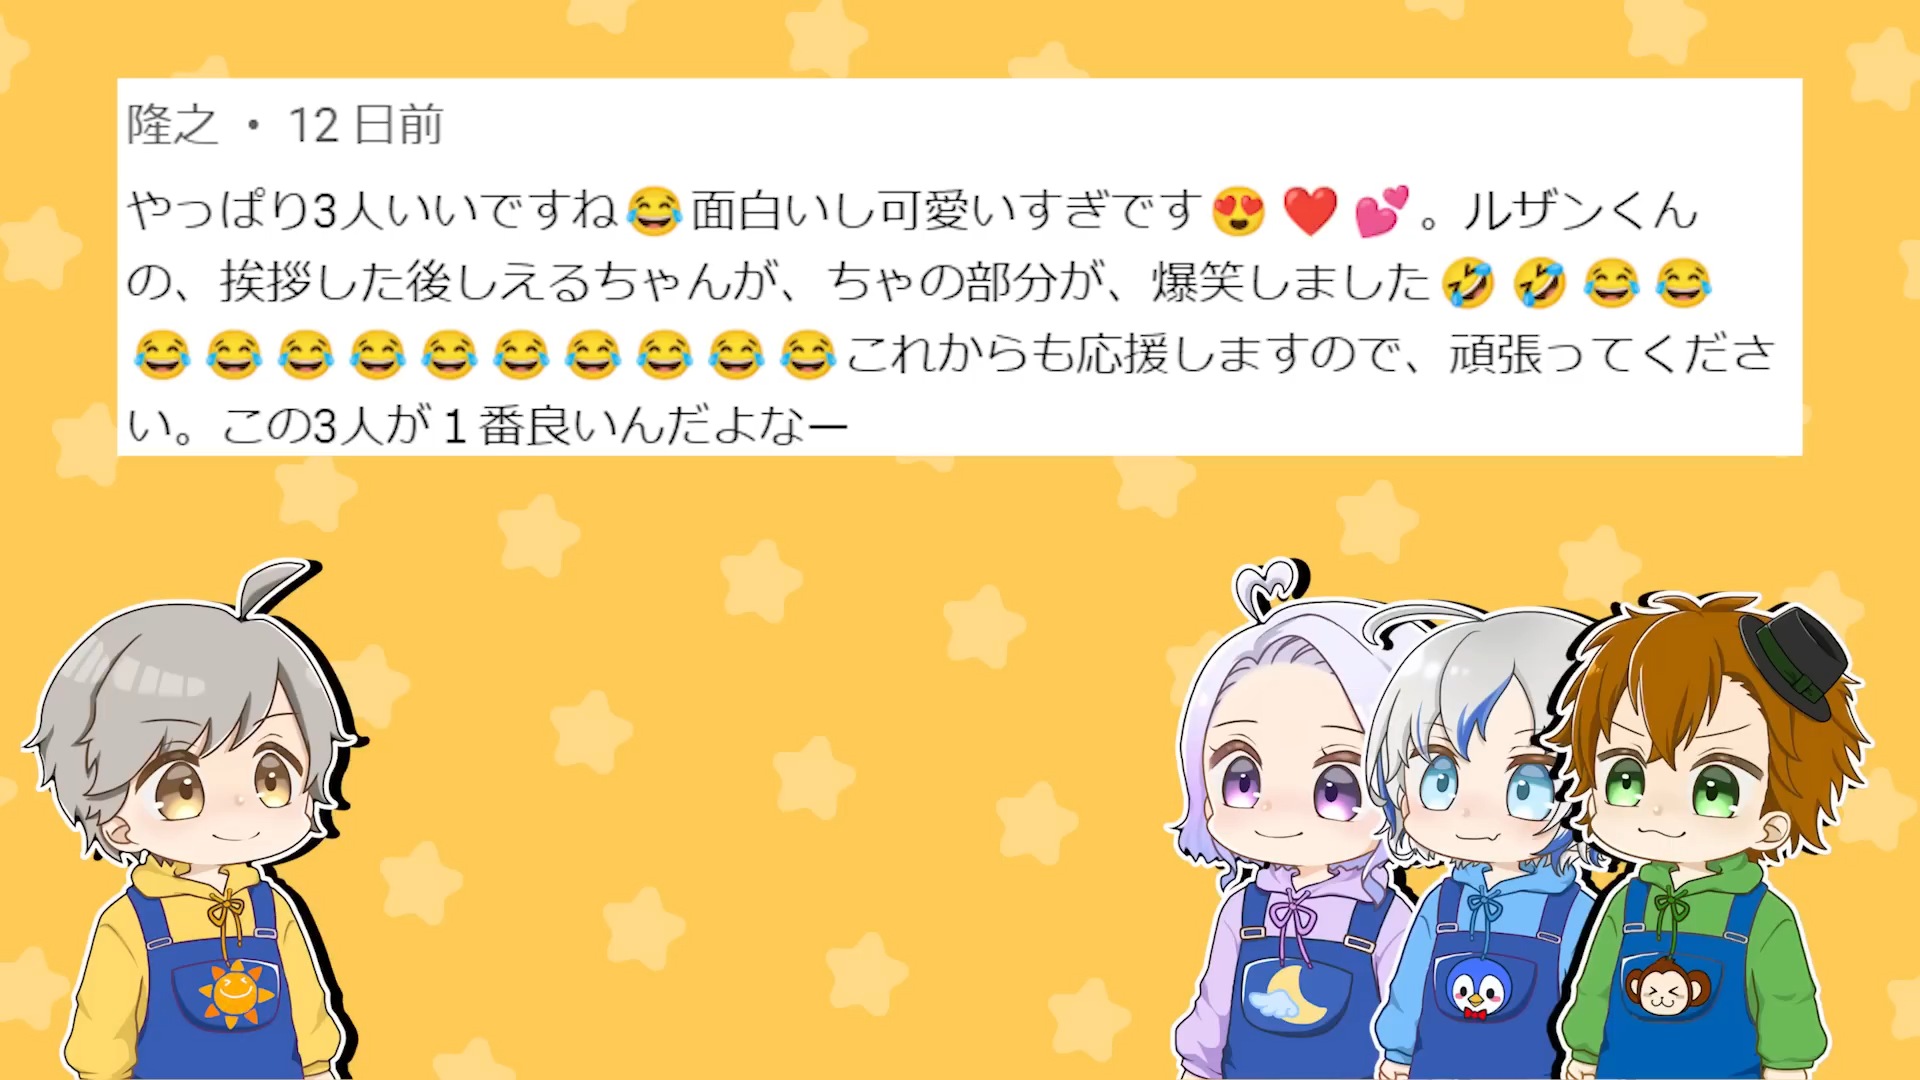 隆之 • 12 日前
やっぱり3人いいですね😂面白いし可愛いすぎです😍❤️💕。ルザンくん
の、挨拶した後しえるちゃんが、ちゃの部分が、爆笑しました🤣🤣😂😂
😂😂😂😂😂😂😂😂😂😂これからも応援しますので、頑張ってくださ
い。この3人が１番良いんだよなー